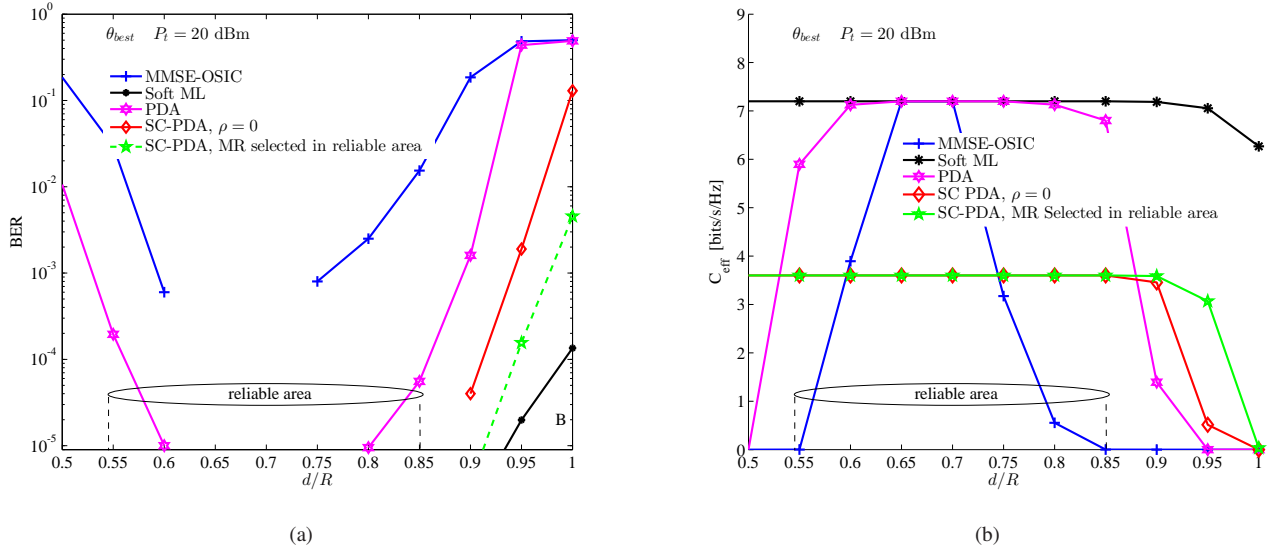 θbest Pt = 20 dBm
MMSE-OSIC
Soft ML
PDA
SC-PDA, ρ = 0
SC-PDA, MR selected in reliable area
reliable area
B
BER
10^0
10^-1
10^-2
10^-3
10^-4
10^-5
0.5 0.55 0.6 0.65 0.7 0.75 0.8 0.85 0.9 0.95 1
d/R
(a)
θbest Pt = 20 dBm
MMSE-OSIC
Soft ML
PDA
SC PDA, ρ = 0
SC-PDA, MR Selected in reliable area
reliable area
Ceff [bits/s/Hz]
9
8
7
6
5
4
3
2
1
0
0.5 0.55 0.6 0.65 0.7 0.75 0.8 0.85 0.9 0.95 1
d/R
(b)